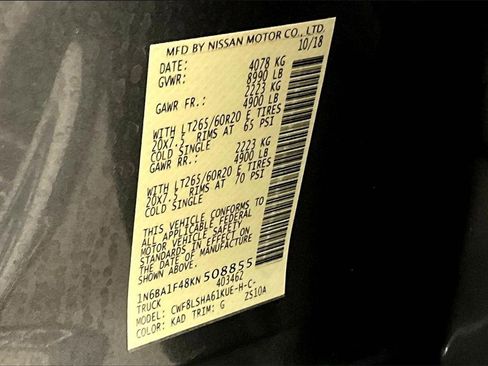 MFD BY NISSAN MOTOR CO., LTD.
10/18
DATE: 4078 KG
GVWR: 8990 LB
2223 KG
GAWR FR.: 4900 LB
WITH LT265/60R20 E TIRES
20X7.5 RIMS AT 65 PSI
COLD SINGLE
2223 KG
GAWR RR.: 4900 LB
WITH LT265/60R20 E TIRES
20X7.5 RIMS AT 70 PSI
COLD SINGLE
THIS VEHICLE CONFORMS TO
ALL APPLICABLE FEDERAL
MOTOR VEHICLE SAFETY
STANDARDS IN EFFECT ON
THE DATE OF MANUFACTURE
SHOWN ABOVE.
1N6BA1F48KN508855
TRUCK 403462
MODEL: CWF8LSHA61KUE-H-C-
COLOR: KAD TRIM: G ZS10A